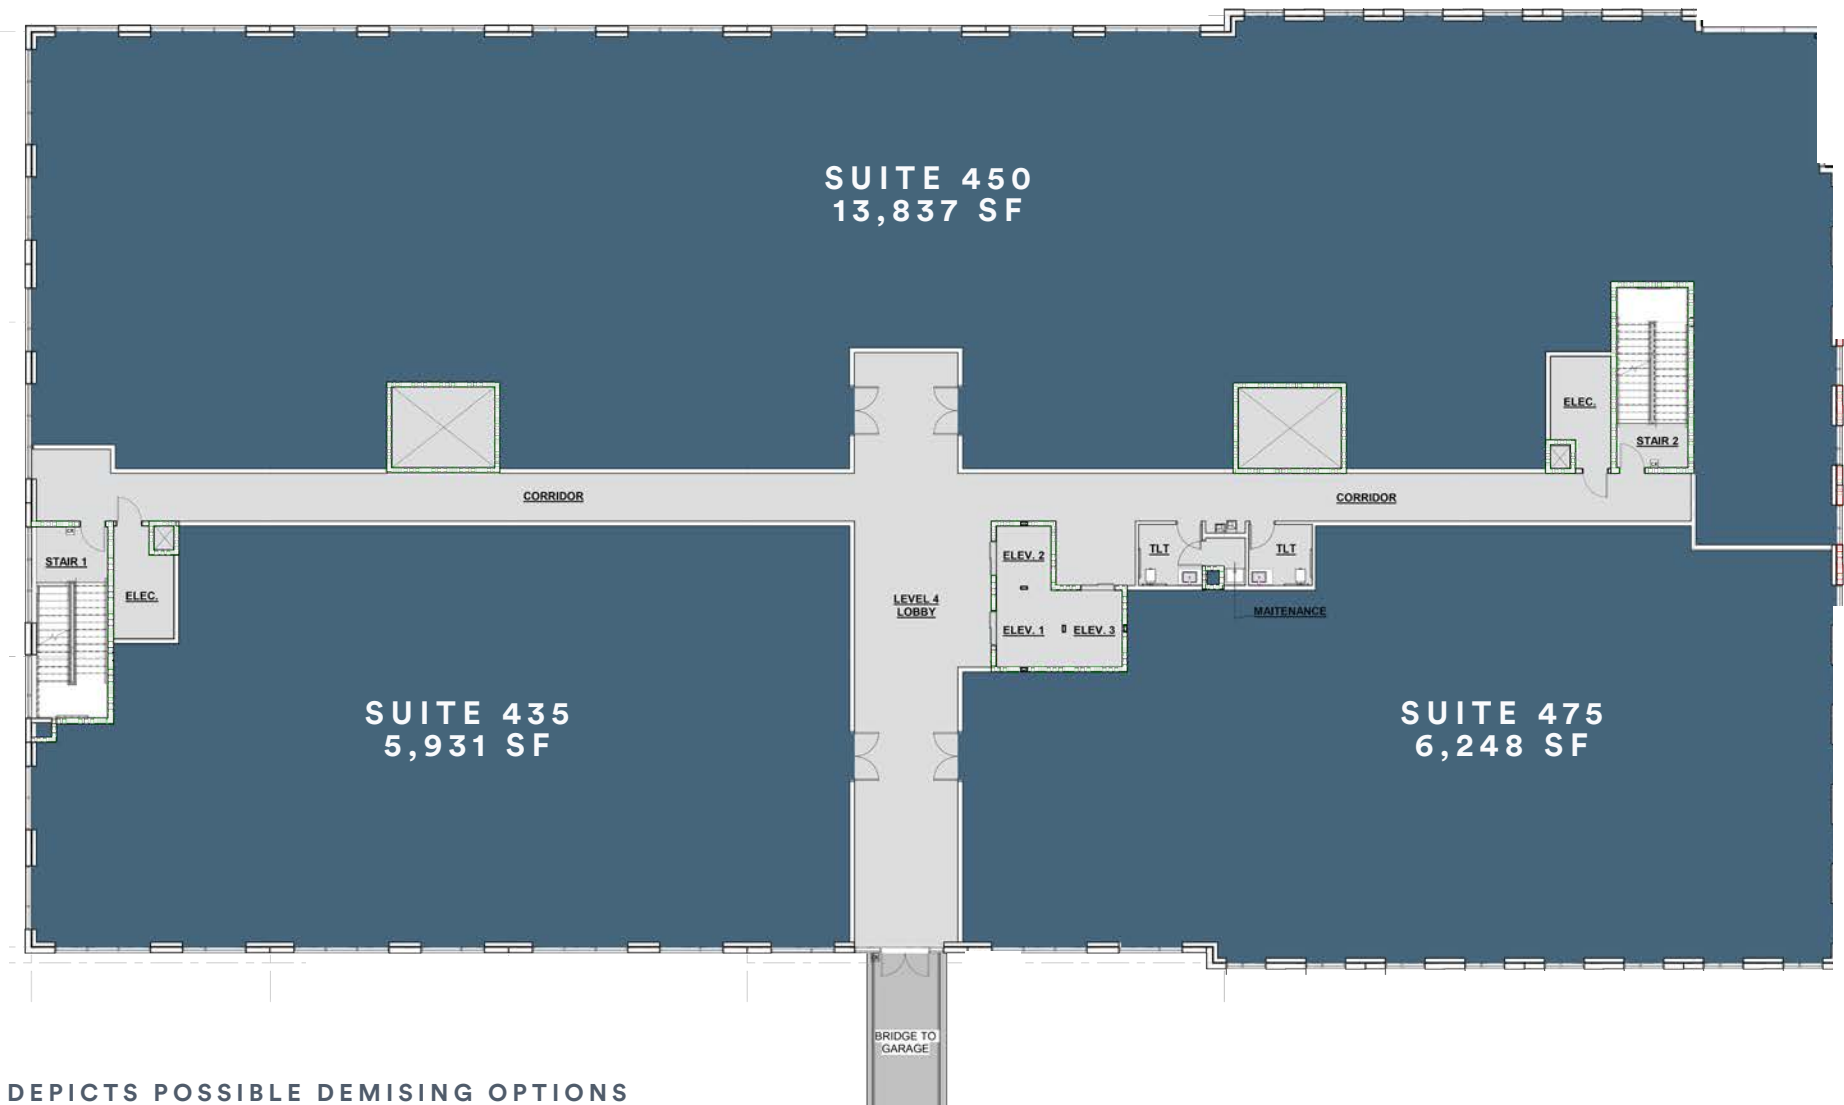 SUITE 450
13,837 SF
ELEC.
STAIR 2
CORRIDOR
CORRIDOR
STAIR 1
ELEC.
ELEV. 2
TLT
TLT
LEVEL 4
LOBBY
MAITENANCE
ELEV. 1
ELEV. 3
SUITE 435
5,931 SF
SUITE 475
6,248 SF
BRIDGE TO
GARAGE
DEPICTS POSSIBLE DEMISING OPTIONS